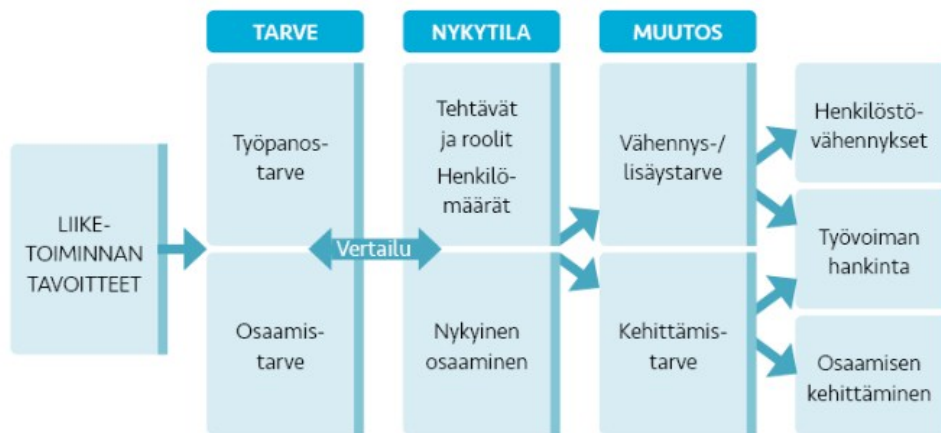 TARVE
NYKYTILA
MUUTOS
LIIKE-
TOIMINNAN
TAVOITTEET
Työpanos-
tarve
Osaamis-
tarve
Vertailu
Tehtävät
ja roolit
Henkilö-
määrät
Nykyinen
osaaminen
Vähennys-/
lisäystarve
Kehittämis-
tarve
Henkilöstö-
vähennykset
Työvoiman
hankinta
Osaamisen
kehittäminen